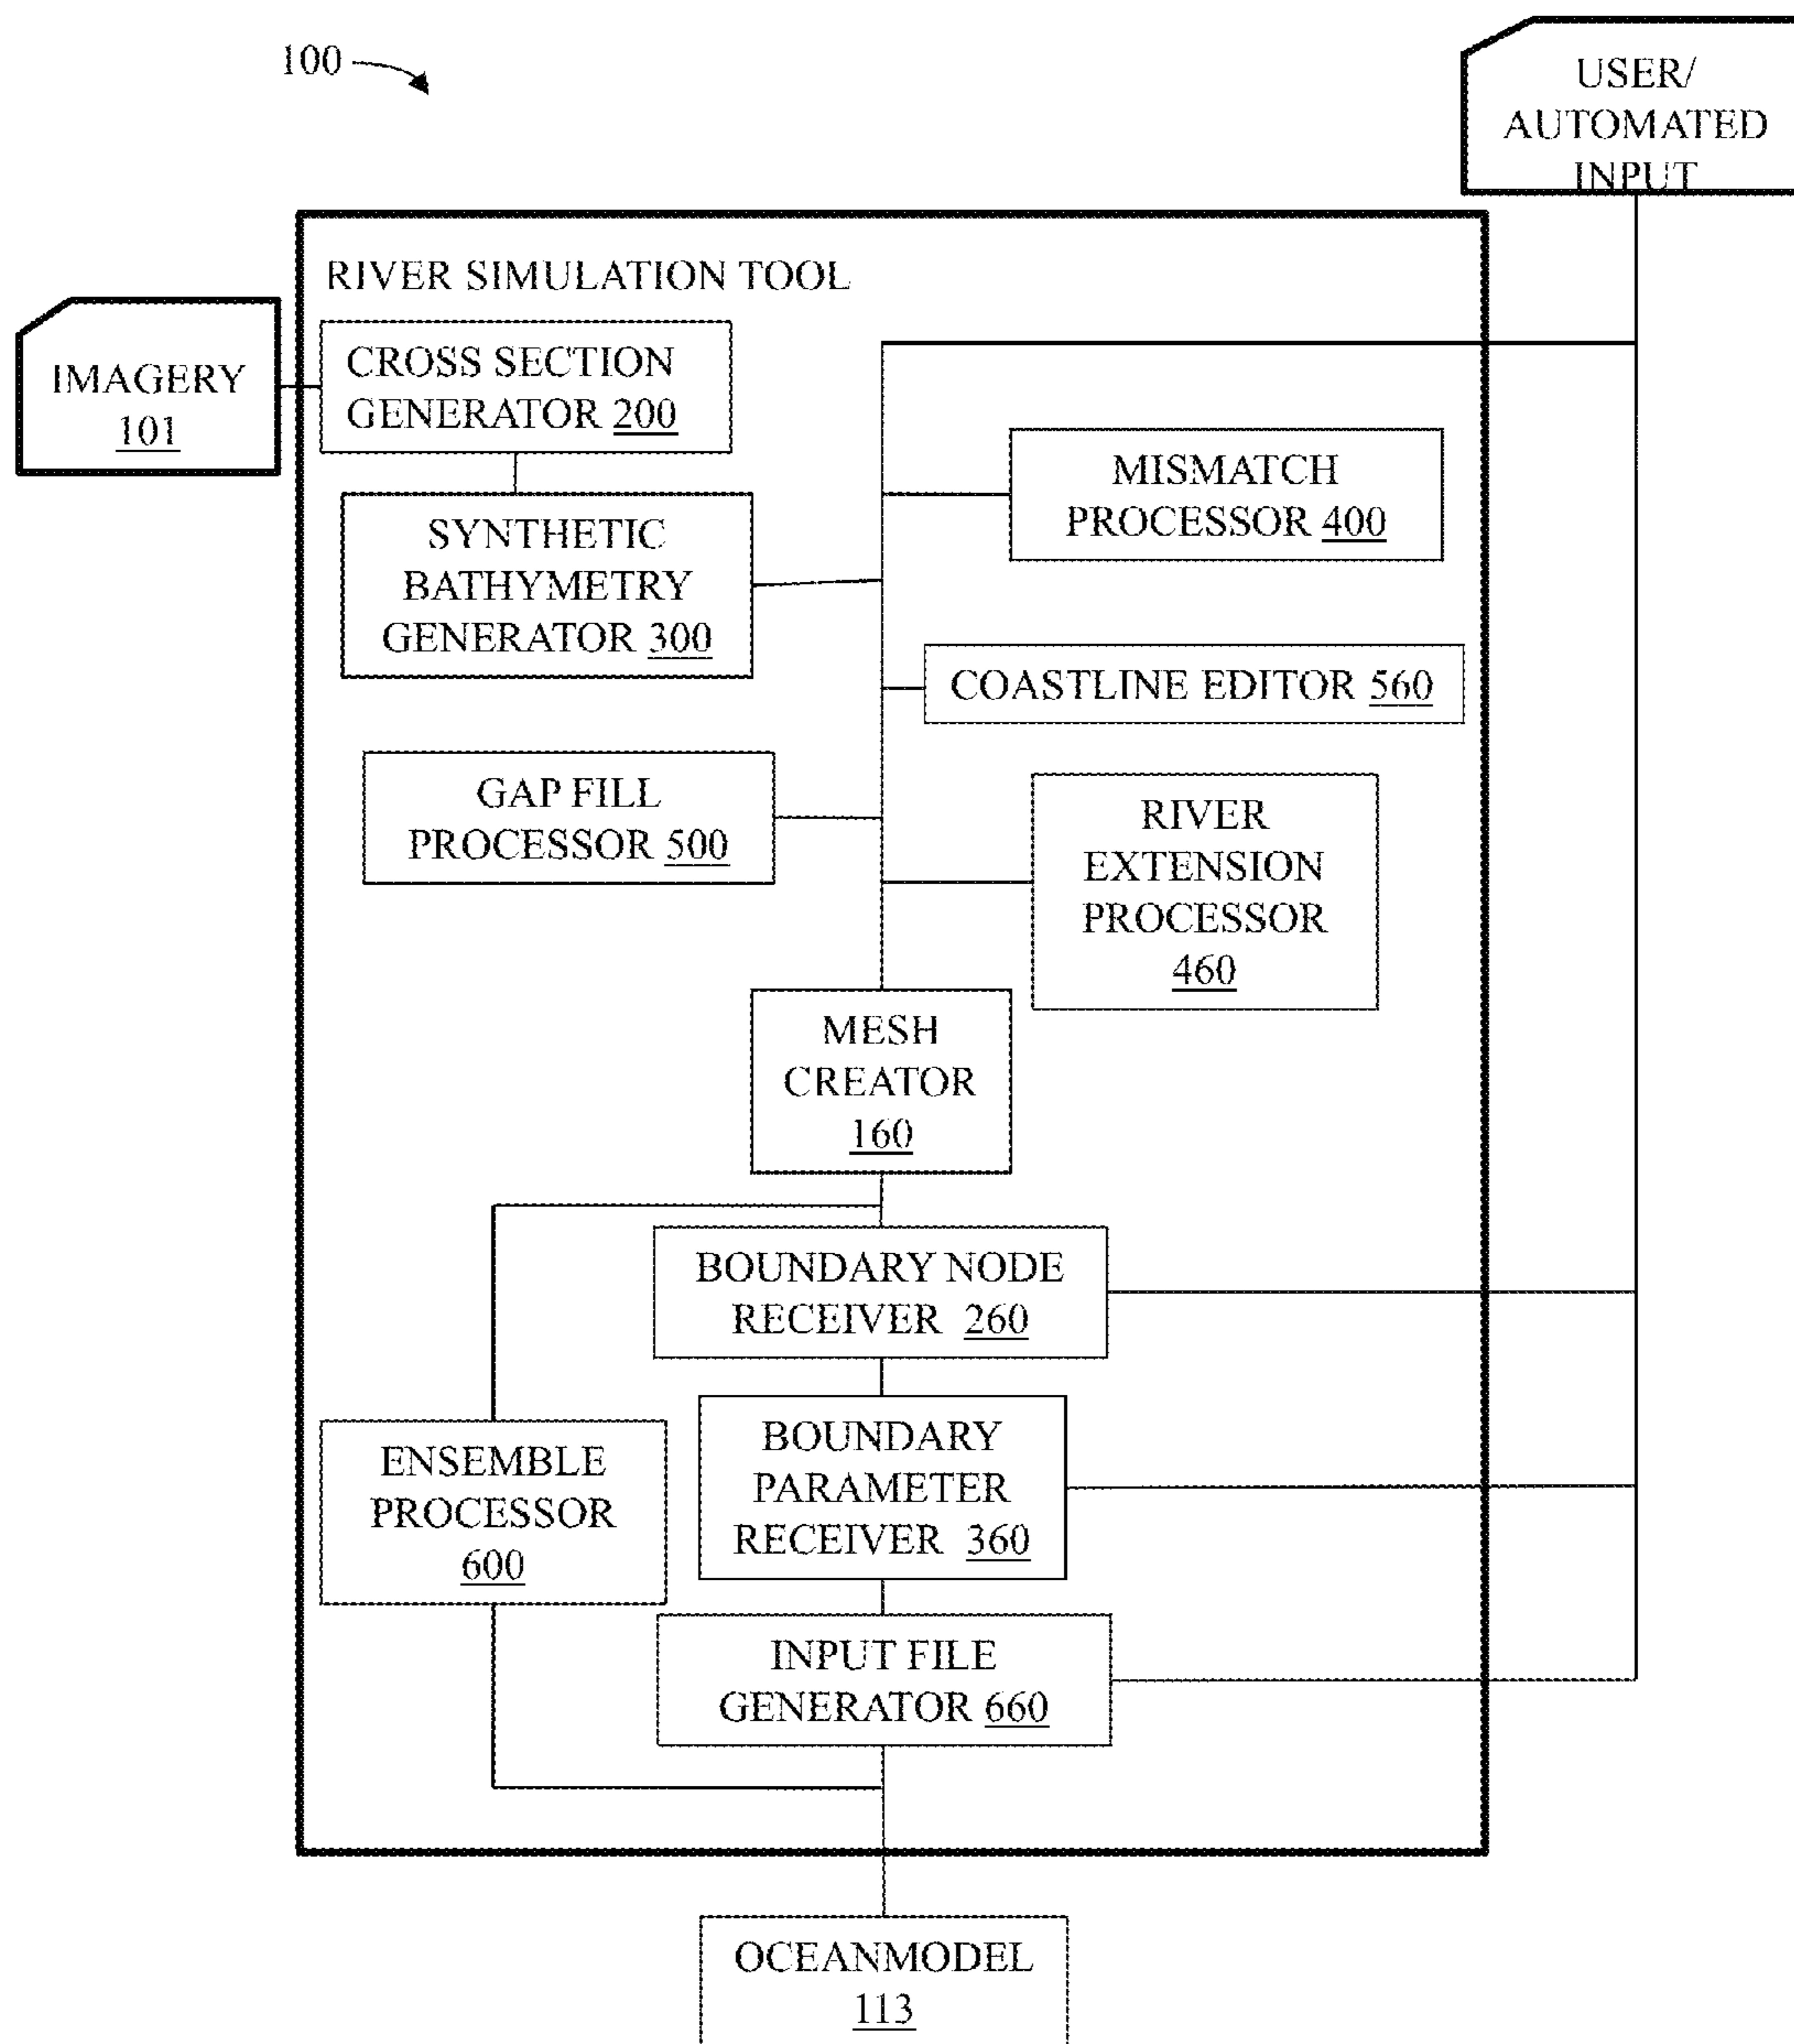 100
USER/
AUTOMATED
INPUT
RIVER SIMULATION TOOL
IMAGERY
101
CROSS SECTION
GENERATOR 200
MISMATCH
PROCESSOR 400
SYNTHETIC
BATHYMETRY
GENERATOR 300
COASTLINE EDITOR 560
GAP FILL
PROCESSOR 500
RIVER
EXTENSION
PROCESSOR
460
MESH
CREATOR
160
BOUNDARY NODE
RECEIVER 260
ENSEMBLE
PROCESSOR
600
BOUNDARY
PARAMETER
RECEIVER 360
INPUT FILE
GENERATOR 660
OCEANMODEL
113